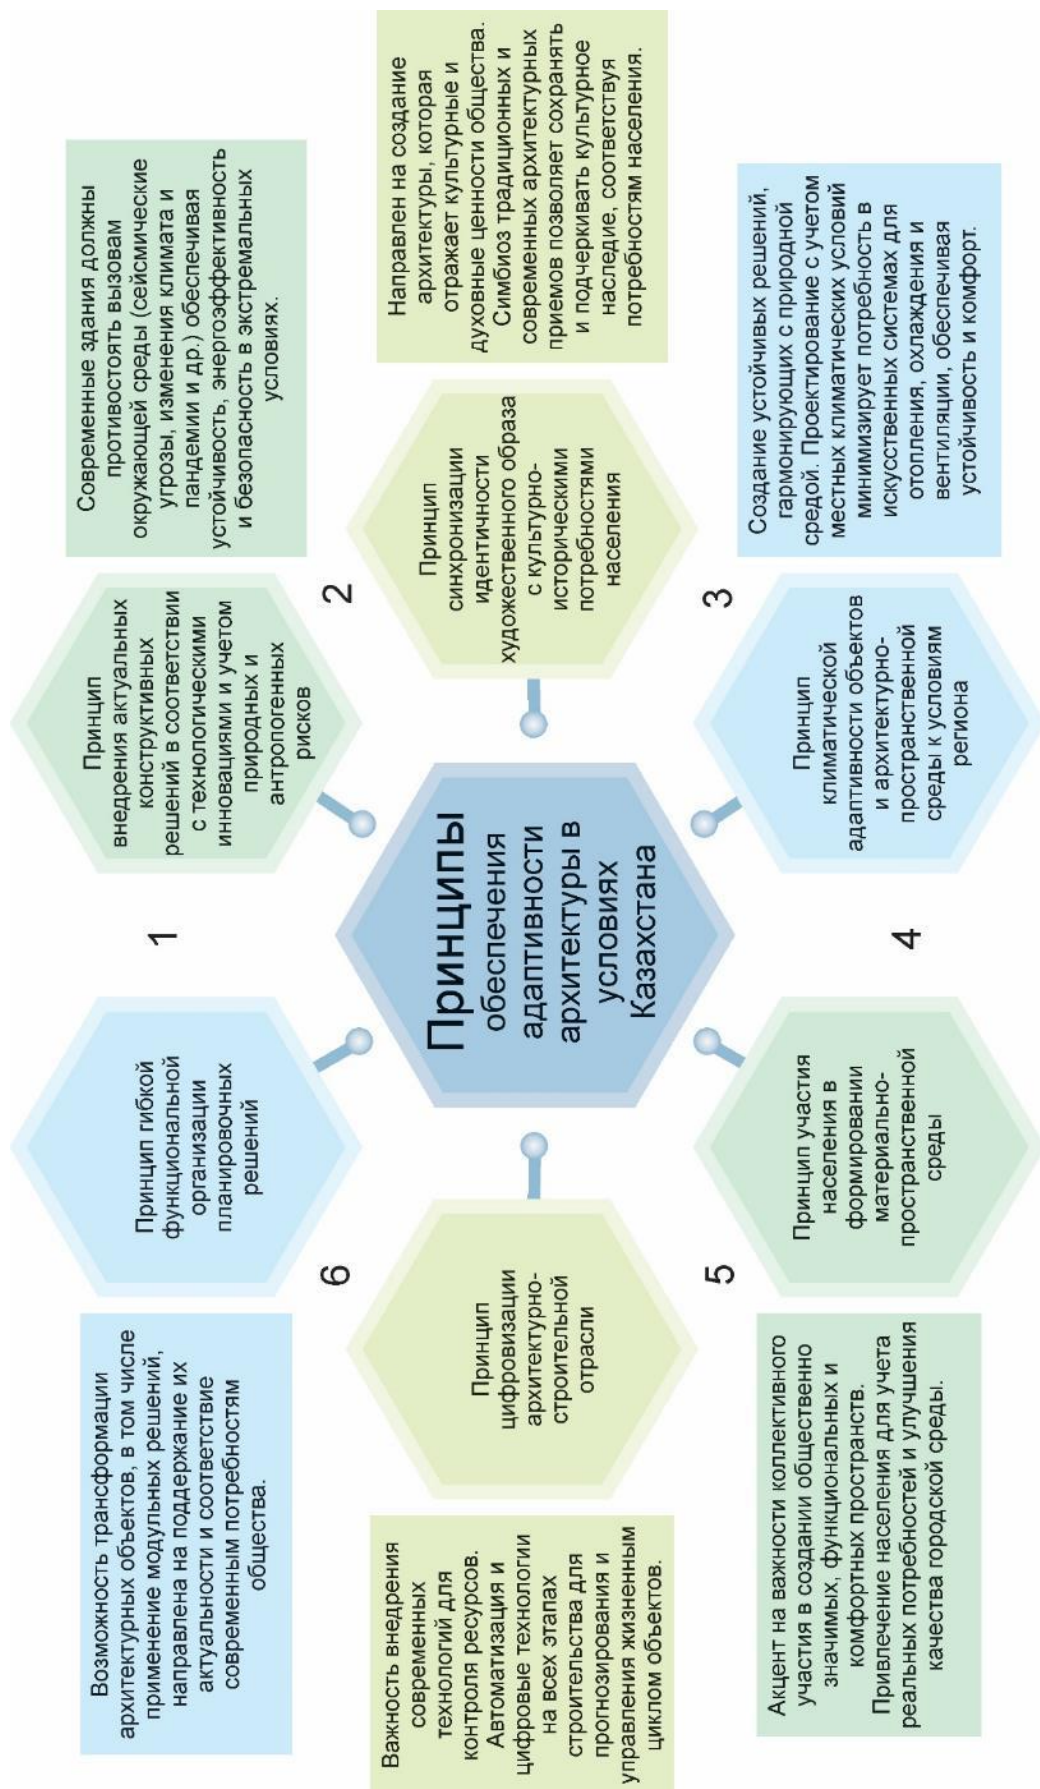 Возможность трансформации
архитектурных объектов, в том числе
применение модульных решений,
направлена на поддержание их
актуальности и соответствие
современным потребностям
общества.
Принцип гибкой
функциональной
организации
планировочных
решений
1
Принцип
внедрения актуальных
конструктивных
решений в соответствии
с технологическими
инновациями и учетом
природных и
антропогенных
рисков
Современные здания должны
противостоять вызовам
окружающей среды (сейсмические
угрозы, изменения климата и
пандемии и др.) обеспечивая
устойчивость, энергоэффективность
и безопасность в экстремальных
условиях.
6
2
Важность внедрения
современных
технологий для
контроля ресурсов.
Автоматизация и
цифровые технологии
на всех этапах
строительства для
прогнозирования и
управления жизненным
циклом объектов.
Принцип
цифровизации
архитектурно-
строительной
отрасли
Принципы
обеспечения
адаптивности
архитектуры в
условиях
Казахстана
Принцип
синхронизации
идентичности
художественного образа
с культурно-
историческими
потребностями
населения
Направлен на создание
архитектуры, которая
отражает культурные и
духовные ценности общества.
Симбиоз традиционных и
современных архитектурных
приемов позволяет сохранять
и подчеркивать культурное
наследие, соответствуя
потребностям населения.
5
3
Акцент на важности коллективного
участия в создании общественно
значимых, функциональных и
комфортных пространств.
Привлечение населения для учета
реальных потребностей и улучшения
качества городской среды.
Принцип участия
населения в
формировании
материально-
пространственной
среды
4
Принцип
климатической
адаптивности объектов
и архитектурно-
пространственной
среды к условиям
региона
Создание устойчивых решений,
гармонирующих с природной
средой. Проектирование с учетом
местных климатических условий
минимизирует потребность в
искусственных системах для
отопления, охлаждения и
вентиляции, обеспечивая
устойчивость и комфорт.